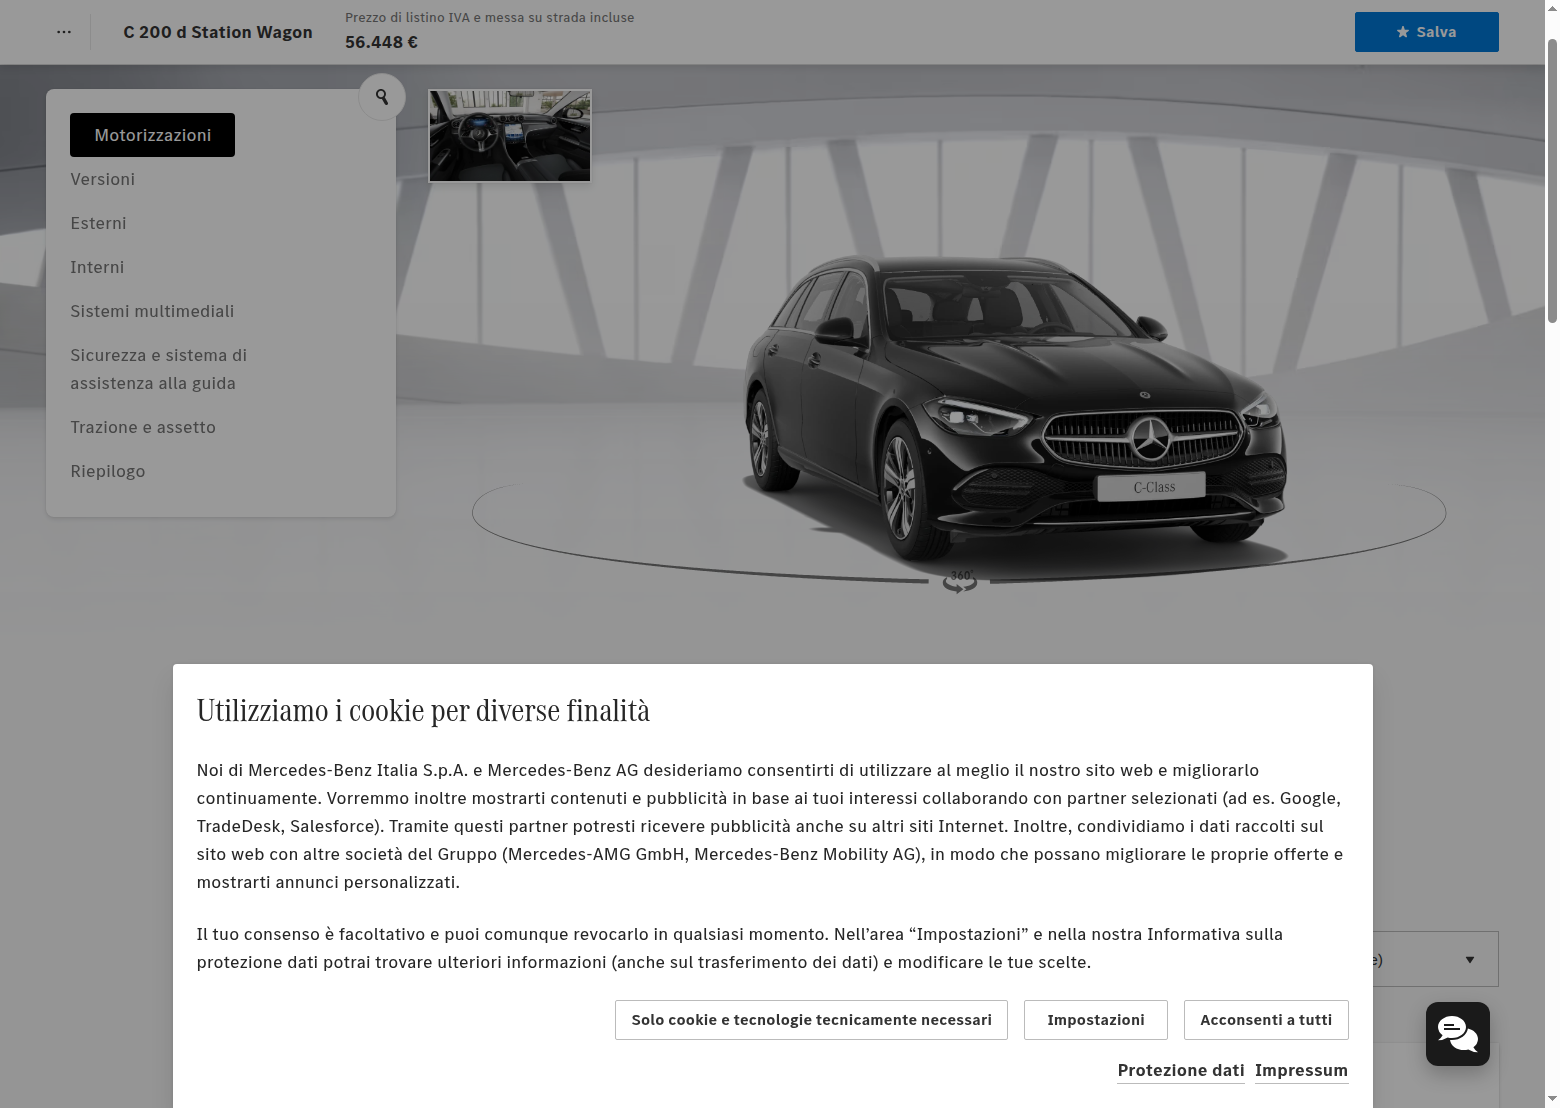 C 200 d Station Wagon
Prezzo di listino IVA e messa su strada incluse
56.448 €
Salva
Motorizzazioni
Versioni
Esterni
Interni
Sistemi multimediali
Sicurezza e sistema di
assistenza alla guida
Trazione e assetto
Riepilogo
C-Class
360°
Utilizziamo i cookie per diverse finalità
Noi di Mercedes-Benz Italia S.p.A. e Mercedes-Benz AG desideriamo consentirti di utilizzare al meglio il nostro sito web e migliorarlo
continuamente. Vorremmo inoltre mostrarti contenuti e pubblicità in base ai tuoi interessi collaborando con partner selezionati (ad es. Google,
TradeDesk, Salesforce). Tramite questi partner potresti ricevere pubblicità anche su altri siti Internet. Inoltre, condividiamo i dati raccolti sul
sito web con altre società del Gruppo (Mercedes-AMG GmbH, Mercedes-Benz Mobility AG), in modo che possano migliorare le proprie offerte e
mostrarti annunci personalizzati.
Il tuo consenso è facoltativo e puoi comunque revocarlo in qualsiasi momento. Nell’area “Impostazioni” e nella nostra Informativa sulla
protezione dati potrai trovare ulteriori informazioni (anche sul trasferimento dei dati) e modificare le tue scelte.
e)
Solo cookie e tecnologie tecnicamente necessari
Impostazioni
Acconsenti a tutti
Protezione dati
Impressum